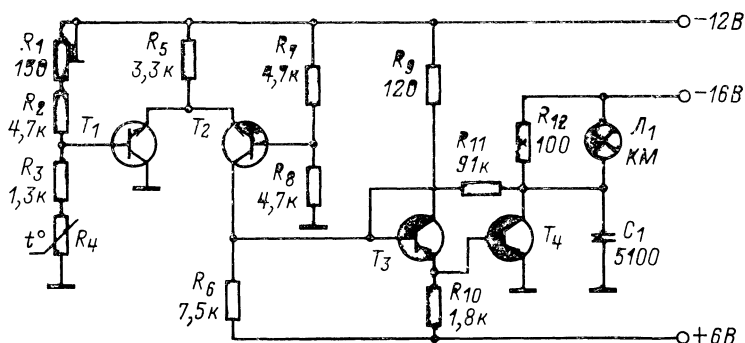 −12В
R1
150
R5
3,3к
R7
4,7к
R9
120
−16В
R2
4,7к
T1
T2
R11
91к
R12
100
Л1
КМ
R3
1,3к
R8
4,7к
t°
R4
T3
T4
C1
5100
R6
7,5к
R10
1,8к
+6В